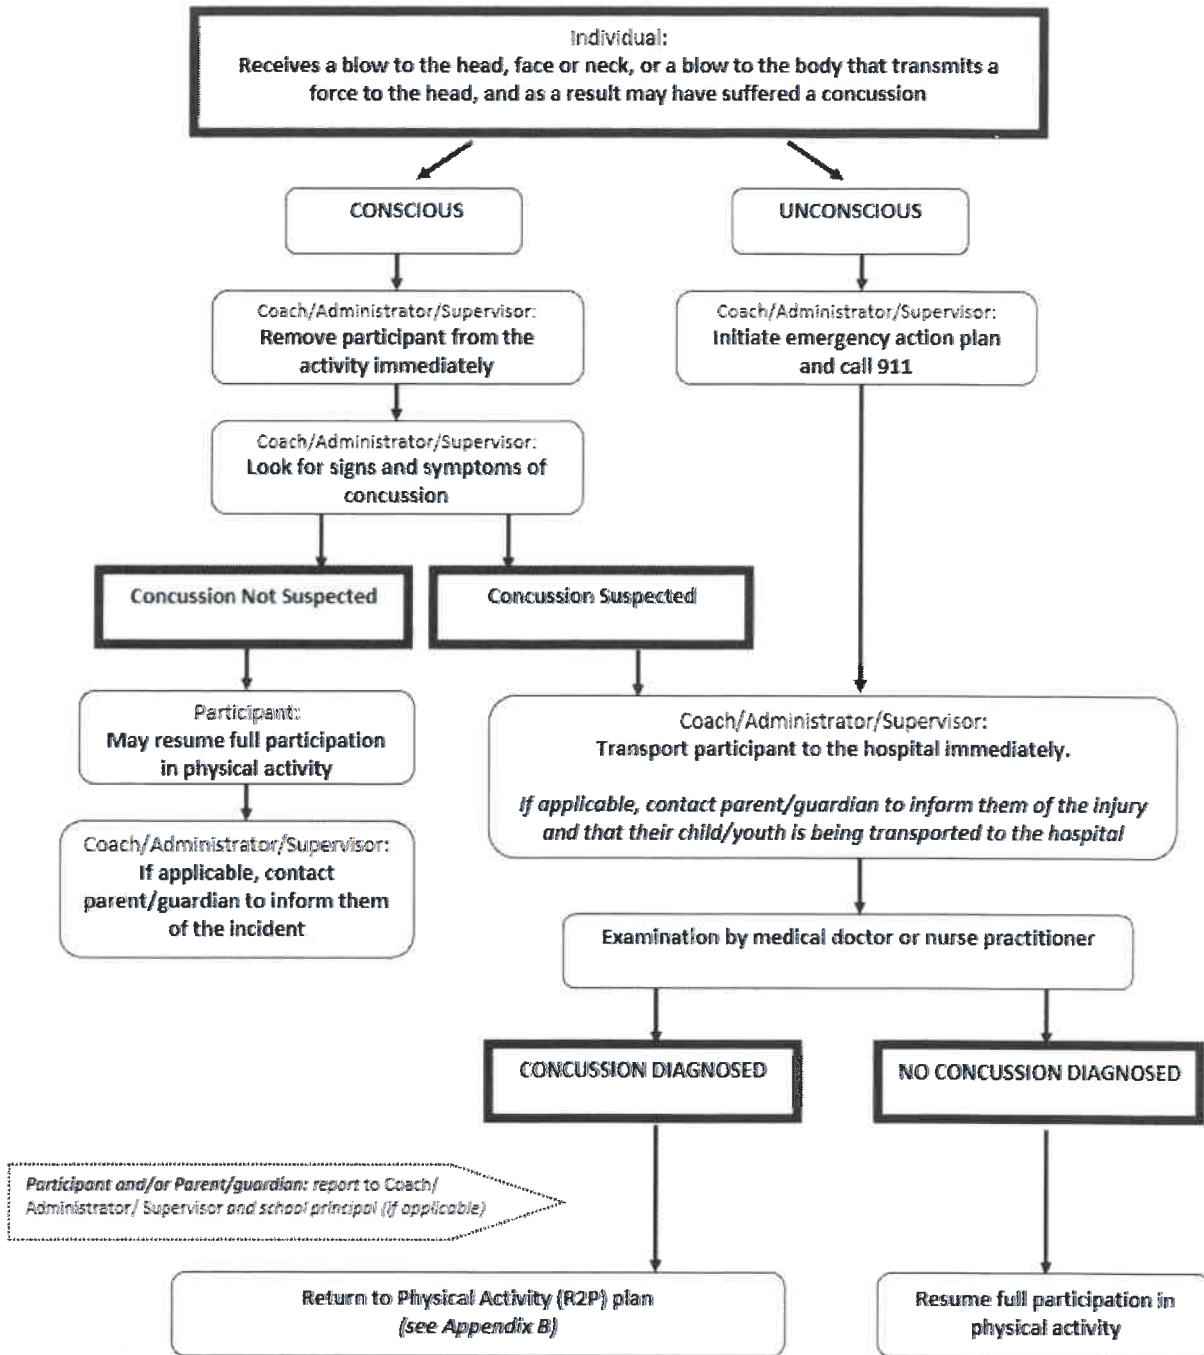 Individual:
Receives a blow to the head, face or neck, or a blow to the body that transmits a
force to the head, and as a result may have suffered a concussion
CONSCIOUS
UNCONSCIOUS
Coach/Administrator/Supervisor:
Remove participant from the
activity immediately
Coach/Administrator/Supervisor:
Initiate emergency action plan
and call 911
Coach/Administrator/Supervisor:
Look for signs and symptoms of
concussion
Concussion Not Suspected
Concussion Suspected
Participant:
May resume full participation
in physical activity
Coach/Administrator/Supervisor:
Transport participant to the hospital immediately.
If applicable, contact parent/guardian to inform them of the injury
and that their child/youth is being transported to the hospital
Coach/Administrator/Supervisor:
If applicable, contact
parent/guardian to inform them
of the incident
Examination by medical doctor or nurse practitioner
CONCUSSION DIAGNOSED
NO CONCUSSION DIAGNOSED
Participant and/or Parent/guardian: report to Coach/
Administrator/ Supervisor and school principal (if applicable)
Return to Physical Activity (R2P) plan
(see Appendix B)
Resume full participation in
physical activity